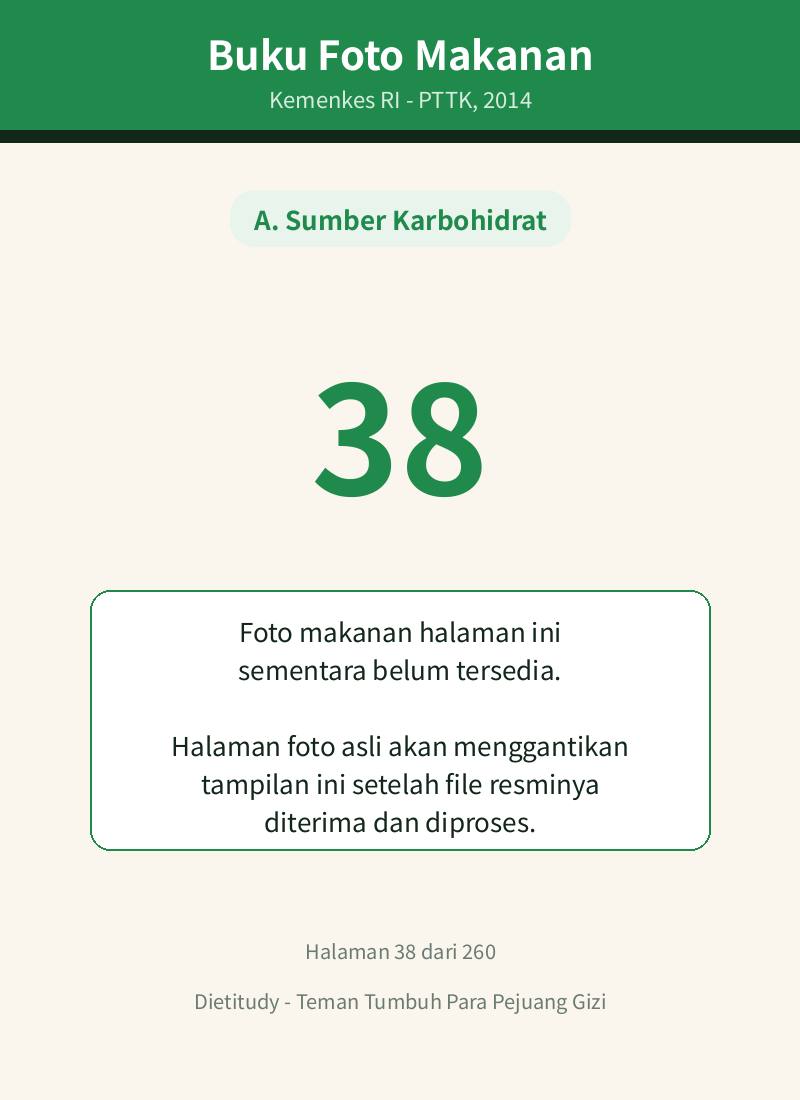 Buku Foto Makanan
Kemenkes RI - PTTK, 2014
A. Sumber Karbohidrat
38
Foto makanan halaman ini
sementara belum tersedia.
Halaman foto asli akan menggantikan
tampilan ini setelah file resminya
diterima dan diproses.
Halaman 38 dari 260
Dietitudy - Teman Tumbuh Para Pejuang Gizi